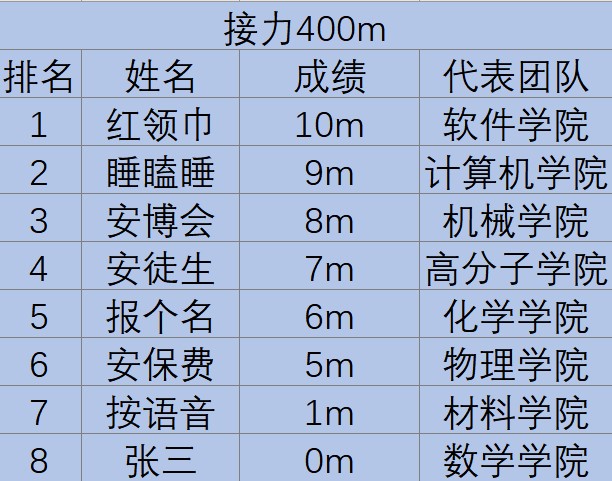 接力400m
排名 姓名 成绩 代表团队
1 红领巾 10m 软件学院
2 睡瞌睡 9m 计算机学院
3 安博会 8m 机械学院
4 安徒生 7m 高分子学院
5 报个名 6m 化学学院
6 安保费 5m 物理学院
7 按语音 1m 材料学院
8 张三 0m 数学学院